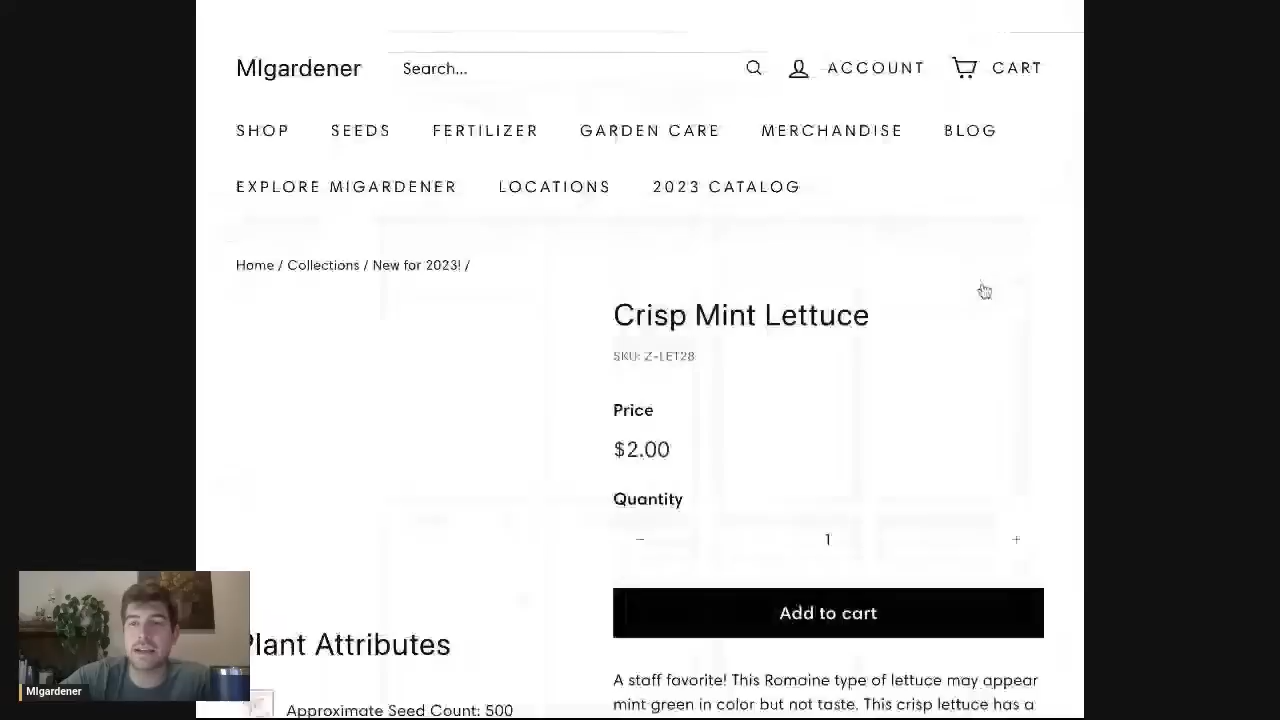 MIgardener
Search...
ACCOUNT
CART
SHOP SEEDS FERTILIZER GARDEN CARE MERCHANDISE BLOG
EXPLORE MIGARDENER LOCATIONS 2023 CATALOG
Home / Collections / New for 2023! /
Crisp Mint Lettuce
SKU: Z-LET28
Price
$2.00
Quantity
− 1 +
Add to cart
Plant Attributes
Approximate Seed Count: 500
A staff favorite! This Romaine type of lettuce may appear
mint green in color but not taste. This crisp lettuce has a
MIgardener